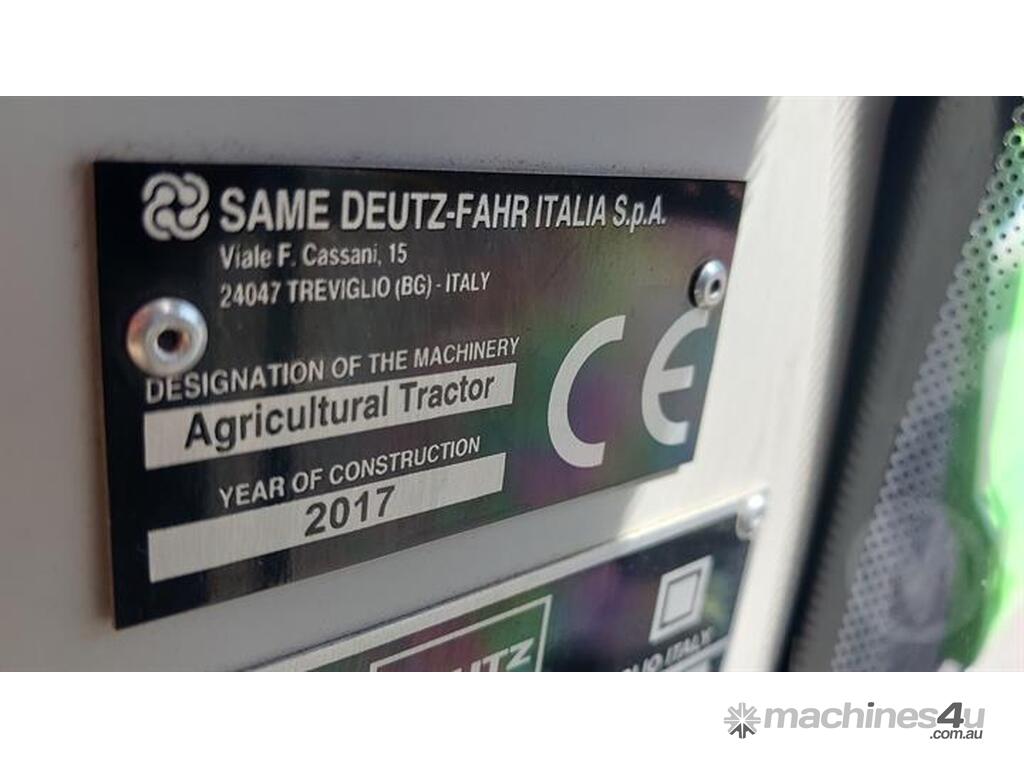 SAME DEUTZ-FAHR ITALIA S.p.A.
Viale F. Cassani, 15
24047 TREVIGLIO (BG) - ITALY
DESIGNATION OF THE MACHINERY
Agricultural Tractor
YEAR OF CONSTRUCTION
2017
CE
ITALY
machines4u
.com.au